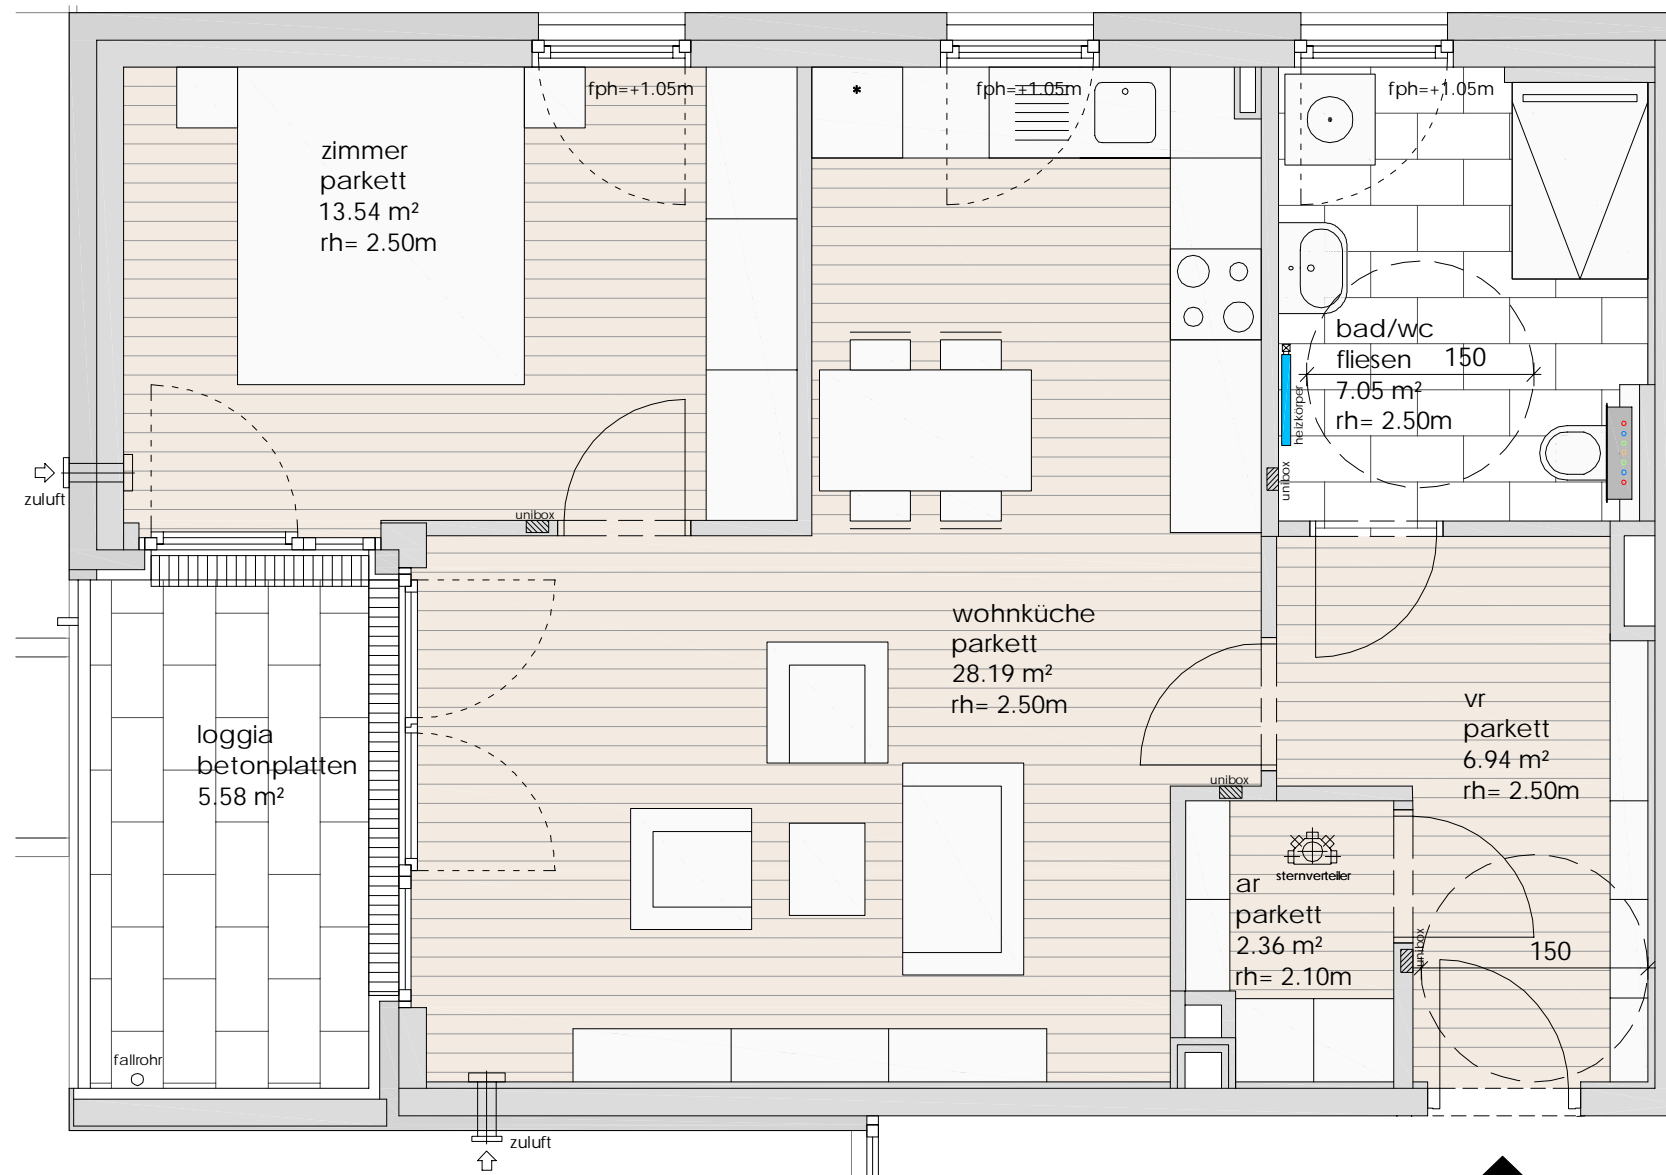 fph=+1.05m
fph=+1.05m
fph=+1.05m
*
zimmer
parkett
13.54 m²
rh= 2.50m
bad/wc
fliesen
7.05 m²
rh= 2.50m
150
heizkörper
unibox
zuluft
unibox
wohnküche
parkett
28.19 m²
rh= 2.50m
vr
parkett
6.94 m²
rh= 2.50m
loggia
betonplatten
5.58 m²
unibox
sternverteiler
ar
parkett
2.36 m²
rh= 2.10m
unibox
150
fallrohr
zuluft